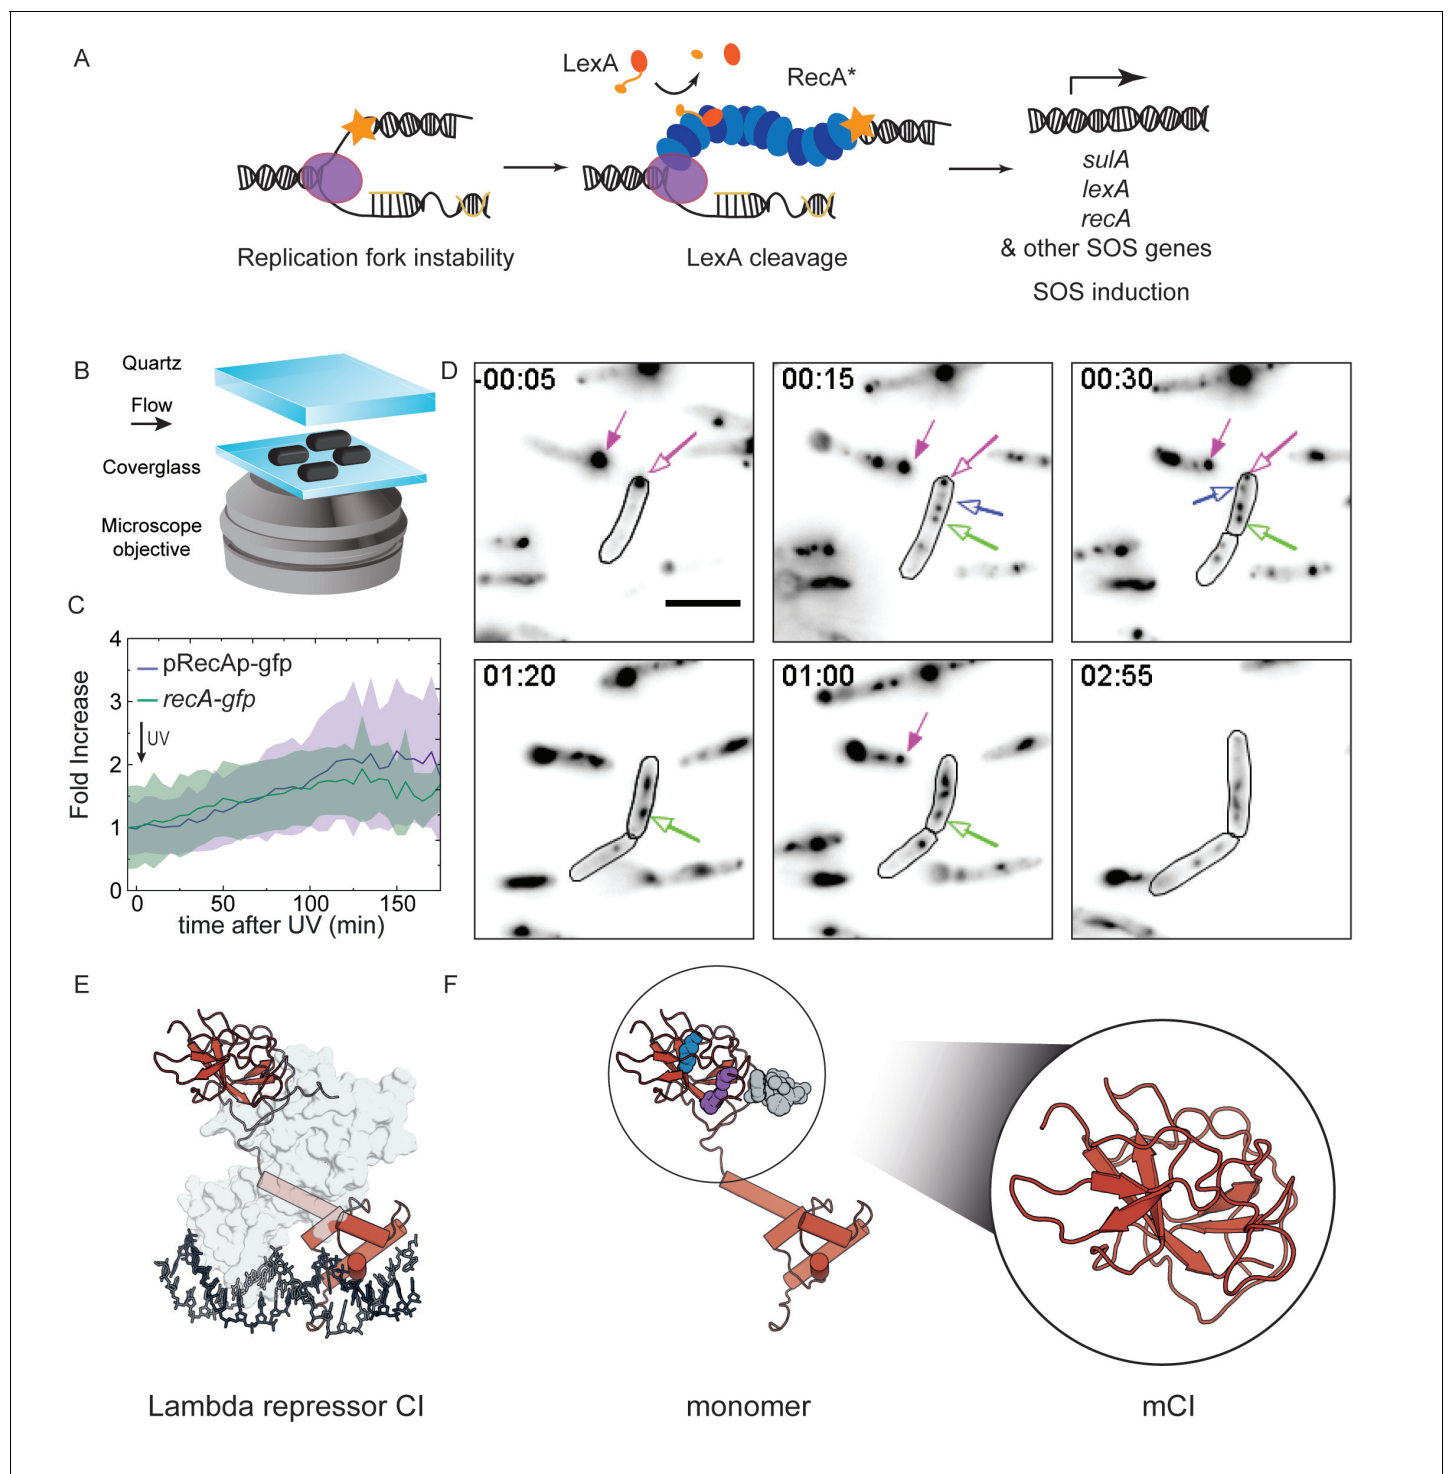 A
LexA
RecA*
Replication fork instability
LexA cleavage
sulA
lexA
recA
& other SOS genes
SOS induction
B
Quartz
Flow
Coverglass
Microscope
objective
C
4
3
2
1
0
Fold Increase
pRecAp-gfp
recA-gfp
UV
0
50
100
150
time after UV (min)
D
-00:05
00:15
00:30
01:20
01:00
02:55
E
Lambda repressor CI
F
monomer
mCI